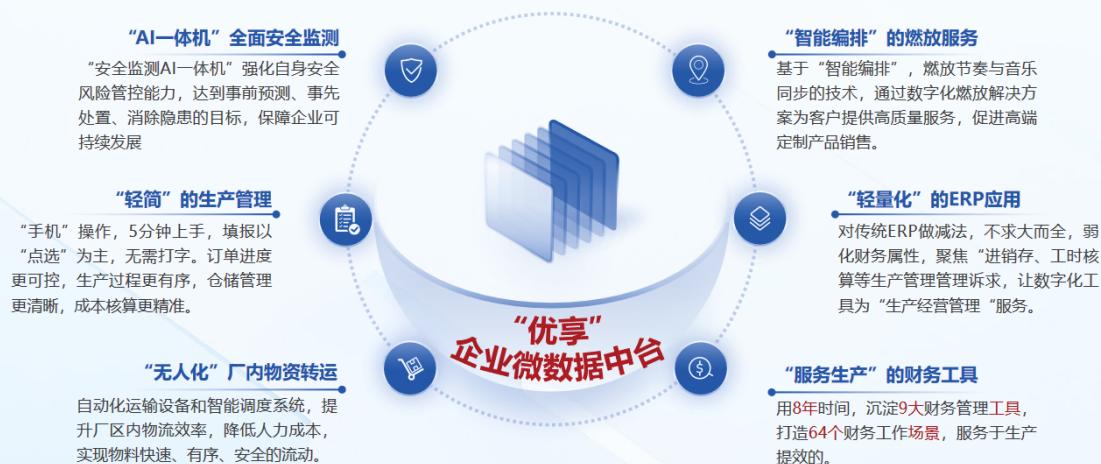 “AI一体机”全面安全监测
“安全监测AI一体机”强化自身安全
风险管控能力，达到事前预测、事先
处置、消除隐患的目标，保障企业可
持续发展
“轻简”的生产管理
“手机”操作，5分钟上手，填报以
“点选”为主，无需打字。订单进度
更可控，生产过程更有序，仓储管理
更清晰，成本核算更精准。
“无人化”厂内物资转运
自动化运输设备和智能调度系统，提
升厂区内物流效率，降低人力成本，
实现物料快速、有序、安全的流动。
“优享”
企业微数据中台
“智能编排”的燃放服务
基于“智能编排”，燃放节奏与音乐
同步的技术，通过数字化燃放解决方
案为客户提供高质量服务，促进高端
定制产品销售。
“轻量化”的ERP应用
对传统ERP做减法，不求大而全，弱
化财务属性，聚焦“进销存、工时核
算等生产管理管理诉求，让数字化工
具为“生产经营管理“服务。
“服务生产”的财务工具
用8年时间，沉淀9大财务管理工具，
打造64个财务工作场景，服务于生产
提效的。